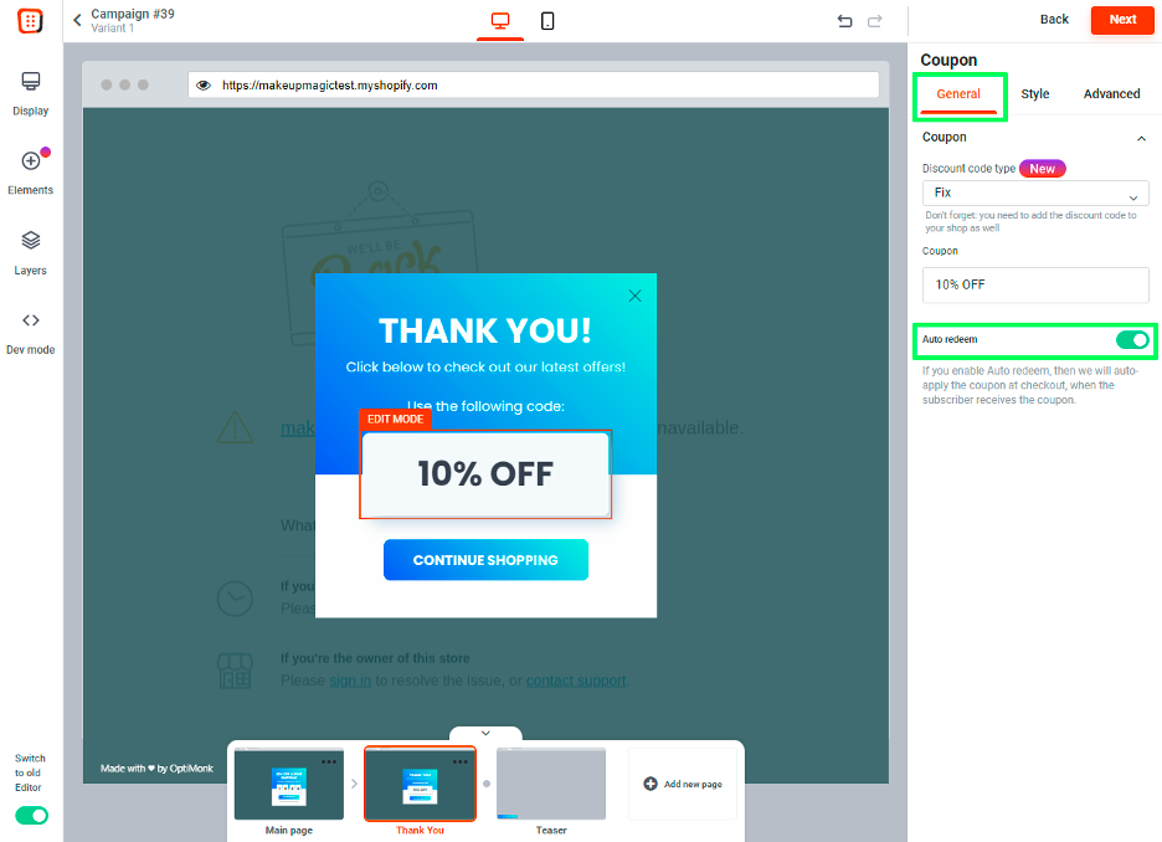 Campaign #39
Variant 1
Back
Next
Display
Elements
Layers
Dev mode
Switch
to old
Editor
https://makeupmagictest.myshopify.com
WE'LL BE
Back
THANK YOU!
Click below to check out our latest offers!
Use the following code:
EDIT MODE
10% OFF
CONTINUE SHOPPING
navailable.
If you're the owner of this store
Please sign in to resolve the issue, or contact support.
Made with ♥ by OptiMonk
Main page
Thank You
Teaser
Add new page
Coupon
General
Style
Advanced
Coupon
Discount code type New
Fix
Don't forget: you need to add the discount code to
your shop as well
Coupon
10% OFF
Auto redeem
If you enable Auto redeem, then we will auto-
apply the coupon at checkout, when the
subscriber receives the coupon.